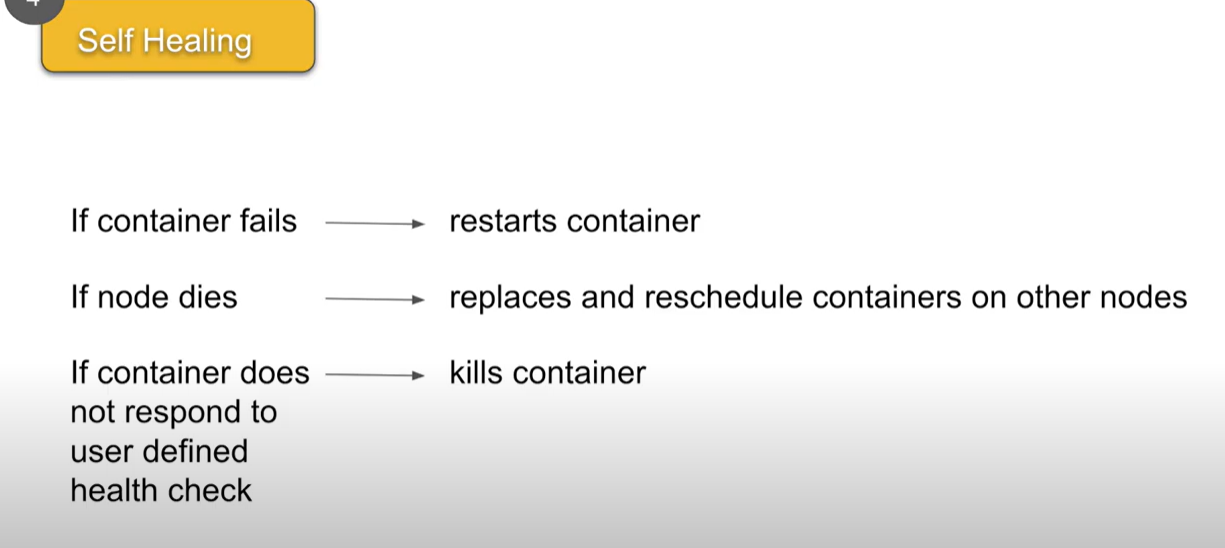 Self Healing
If container fails restarts container
If node dies replaces and reschedule containers on other nodes
If container does kills container
not respond to
user defined
health check